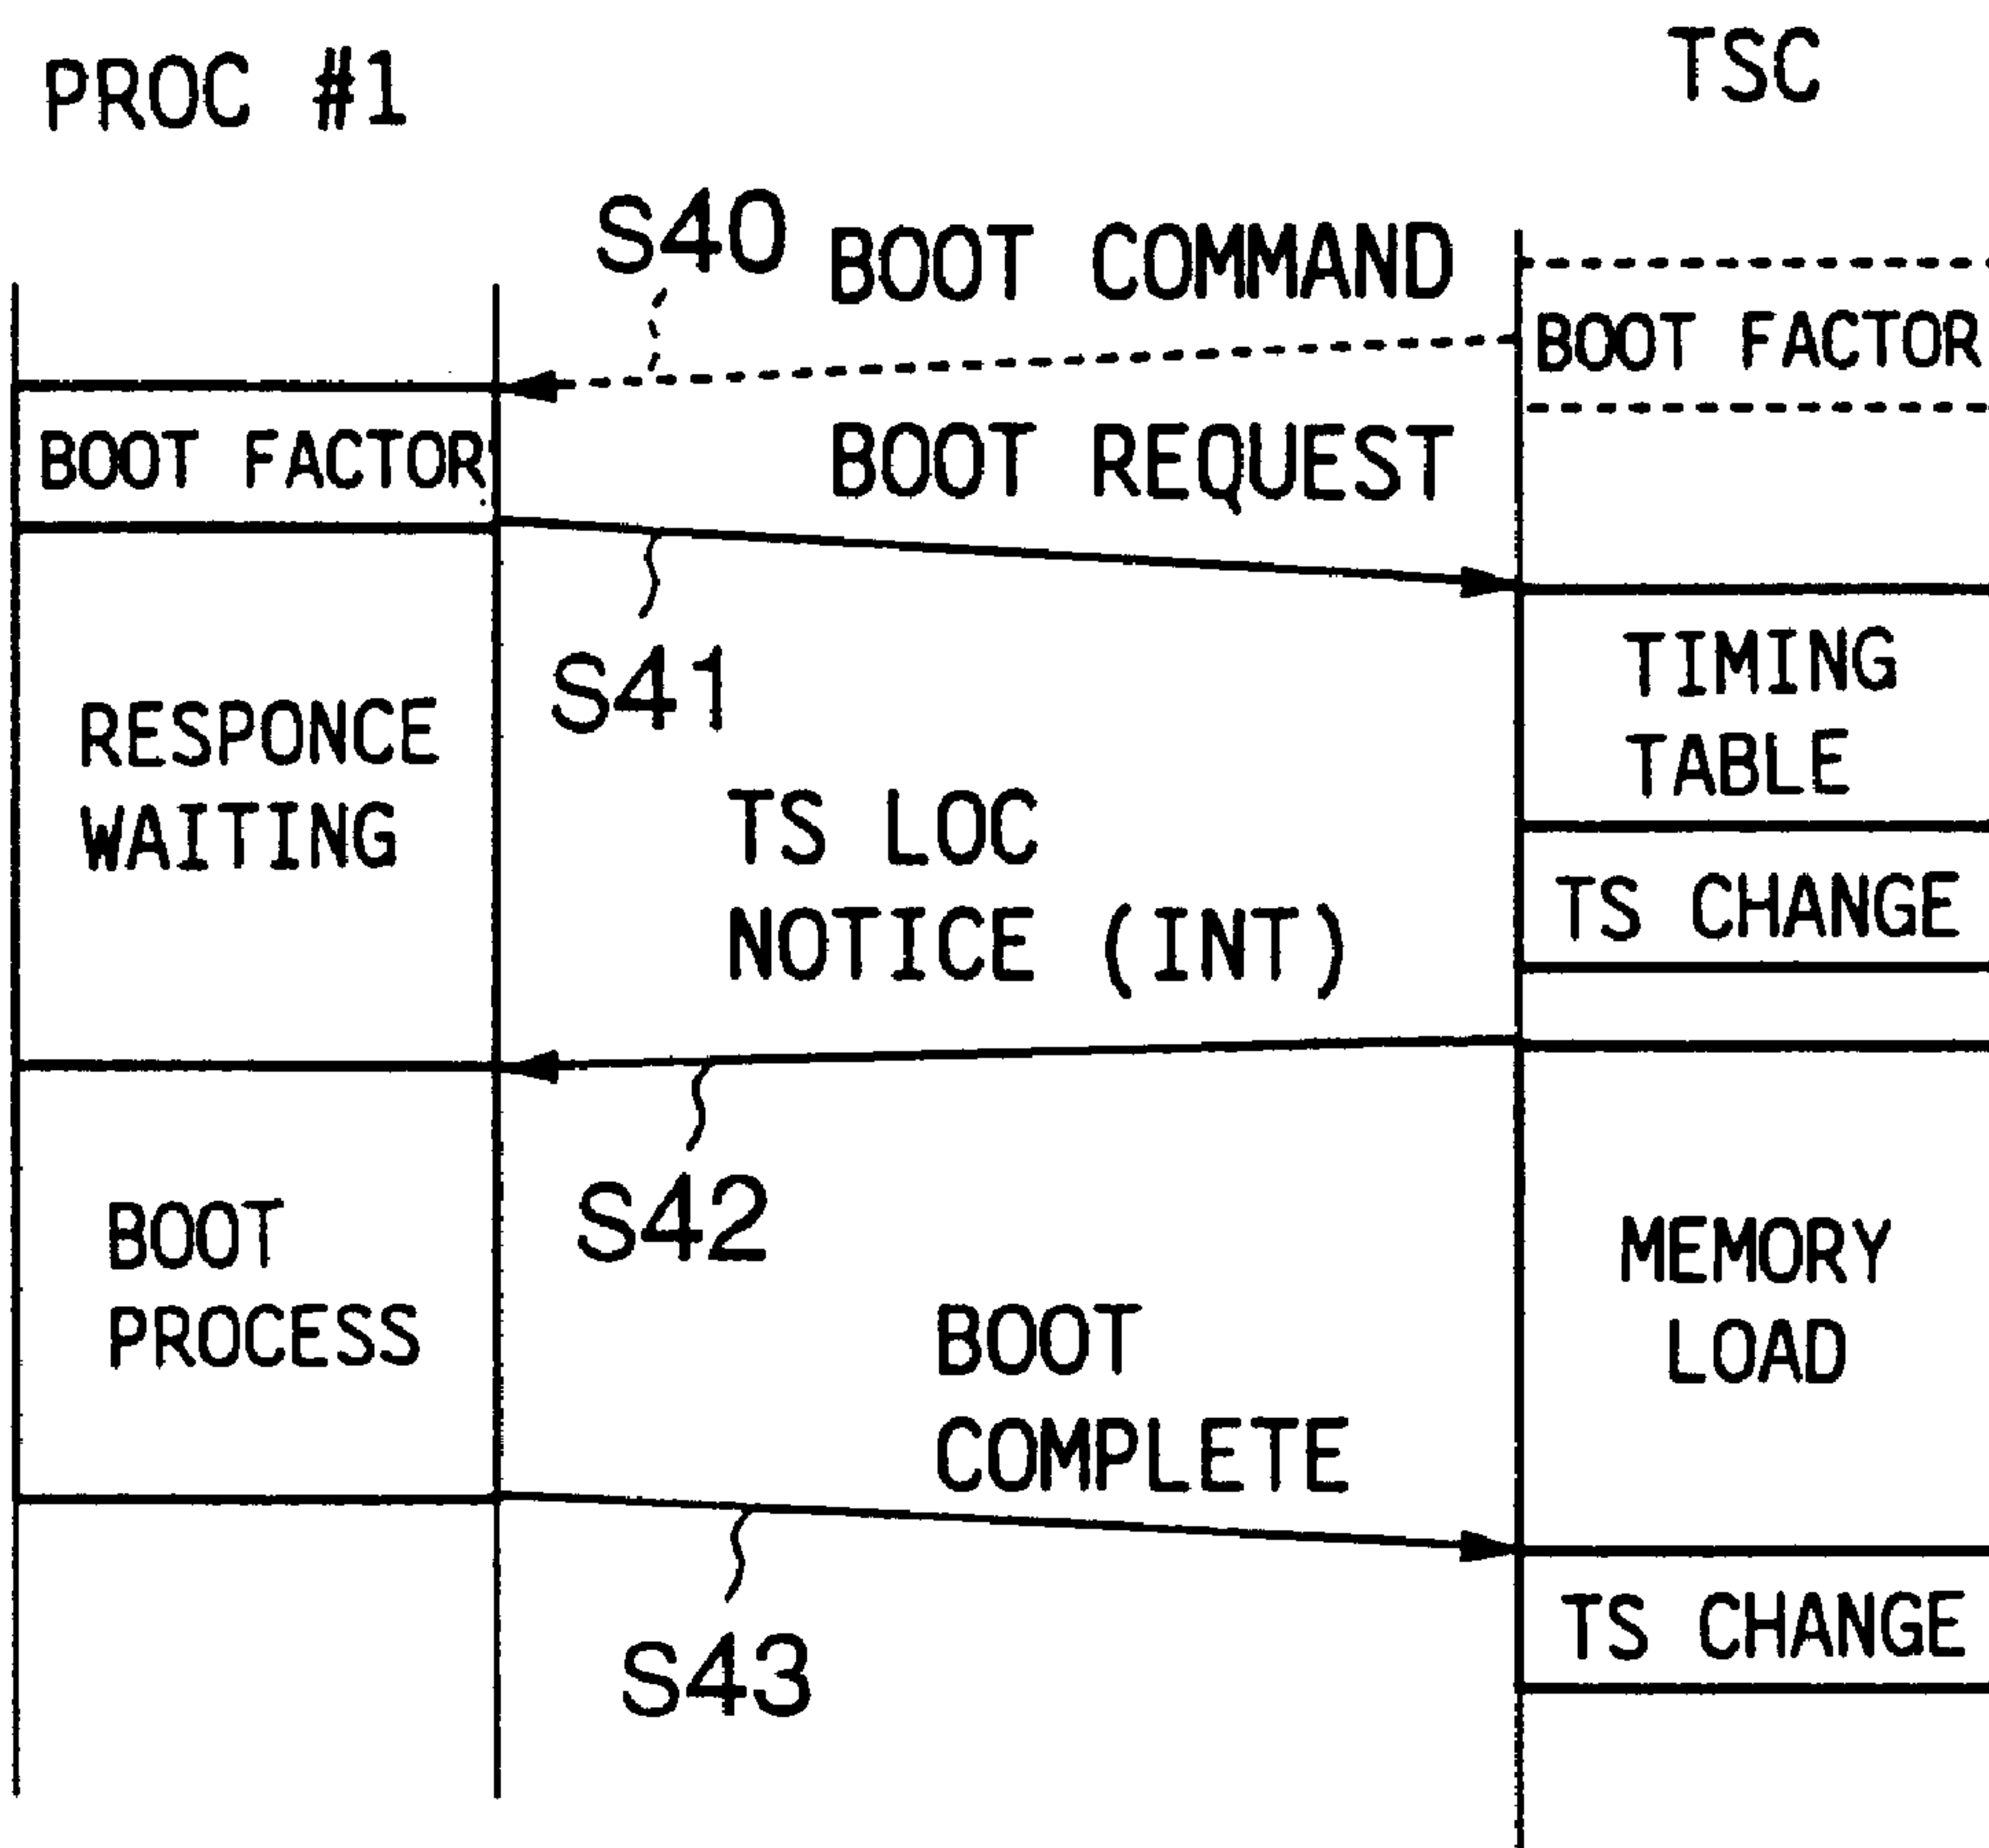 PROC #1
TSC
S40
BOOT COMMAND
BOOT FACTOR
BOOT FACTOR
BOOT REQUEST
S41
TIMING
TABLE
RESPONCE
WAITING
TS LOC
NOTICE (INT)
TS CHANGE
S42
BOOT
PROCESS
MEMORY
LOAD
BOOT
COMPLETE
S43
TS CHANGE